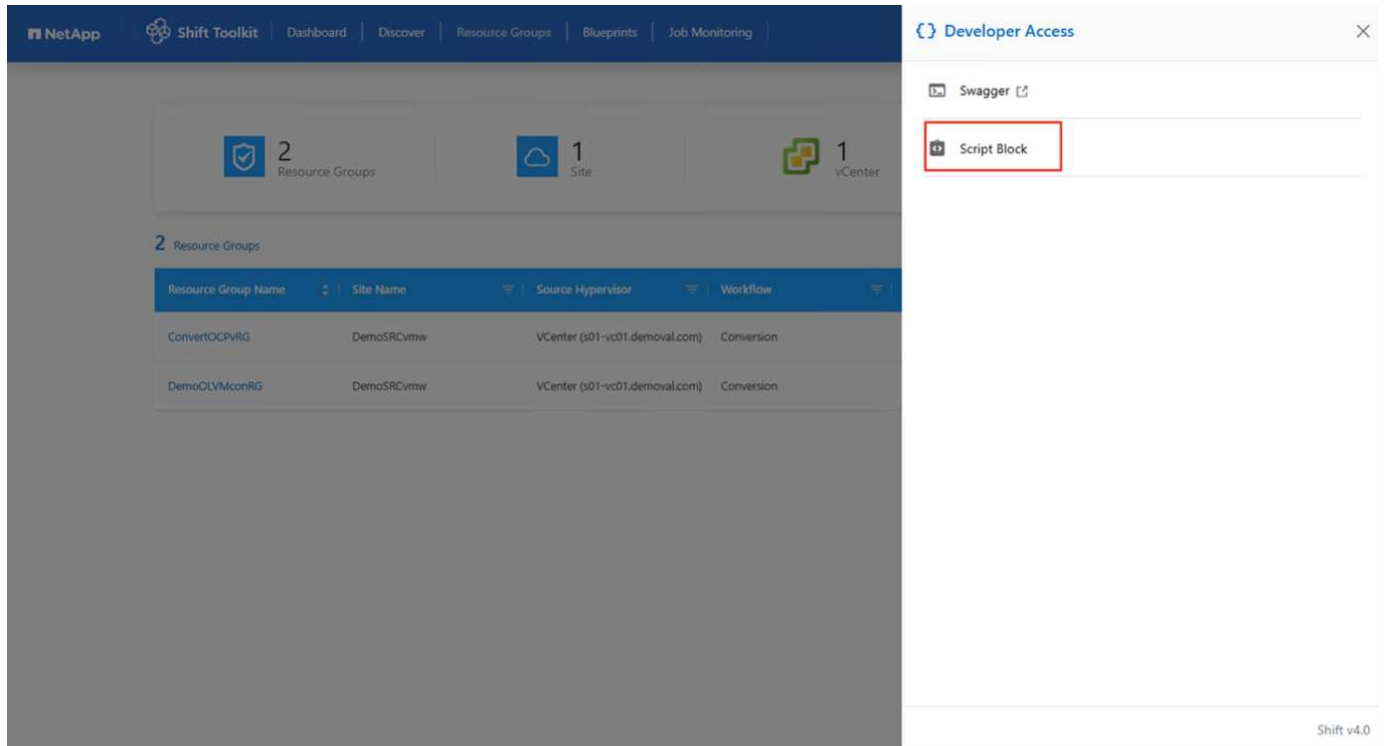 NetApp Shift Toolkit Dashboard Discover Resource Groups Blueprints Job Monitoring
{} Developer Access
Swagger
Script Block
2
Resource Groups
1
Site
1
vCenter
2 Resource Groups
Resource Group Name Site Name Source Hypervisor Workflow
ConvertOCPvRG DemoSRCvmw VCenter (s01-vc01.demoval.com) Conversion
DemoOLVMconRG DemoSRCvmw VCenter (s01-vc01.demoval.com) Conversion
Shift v4.0